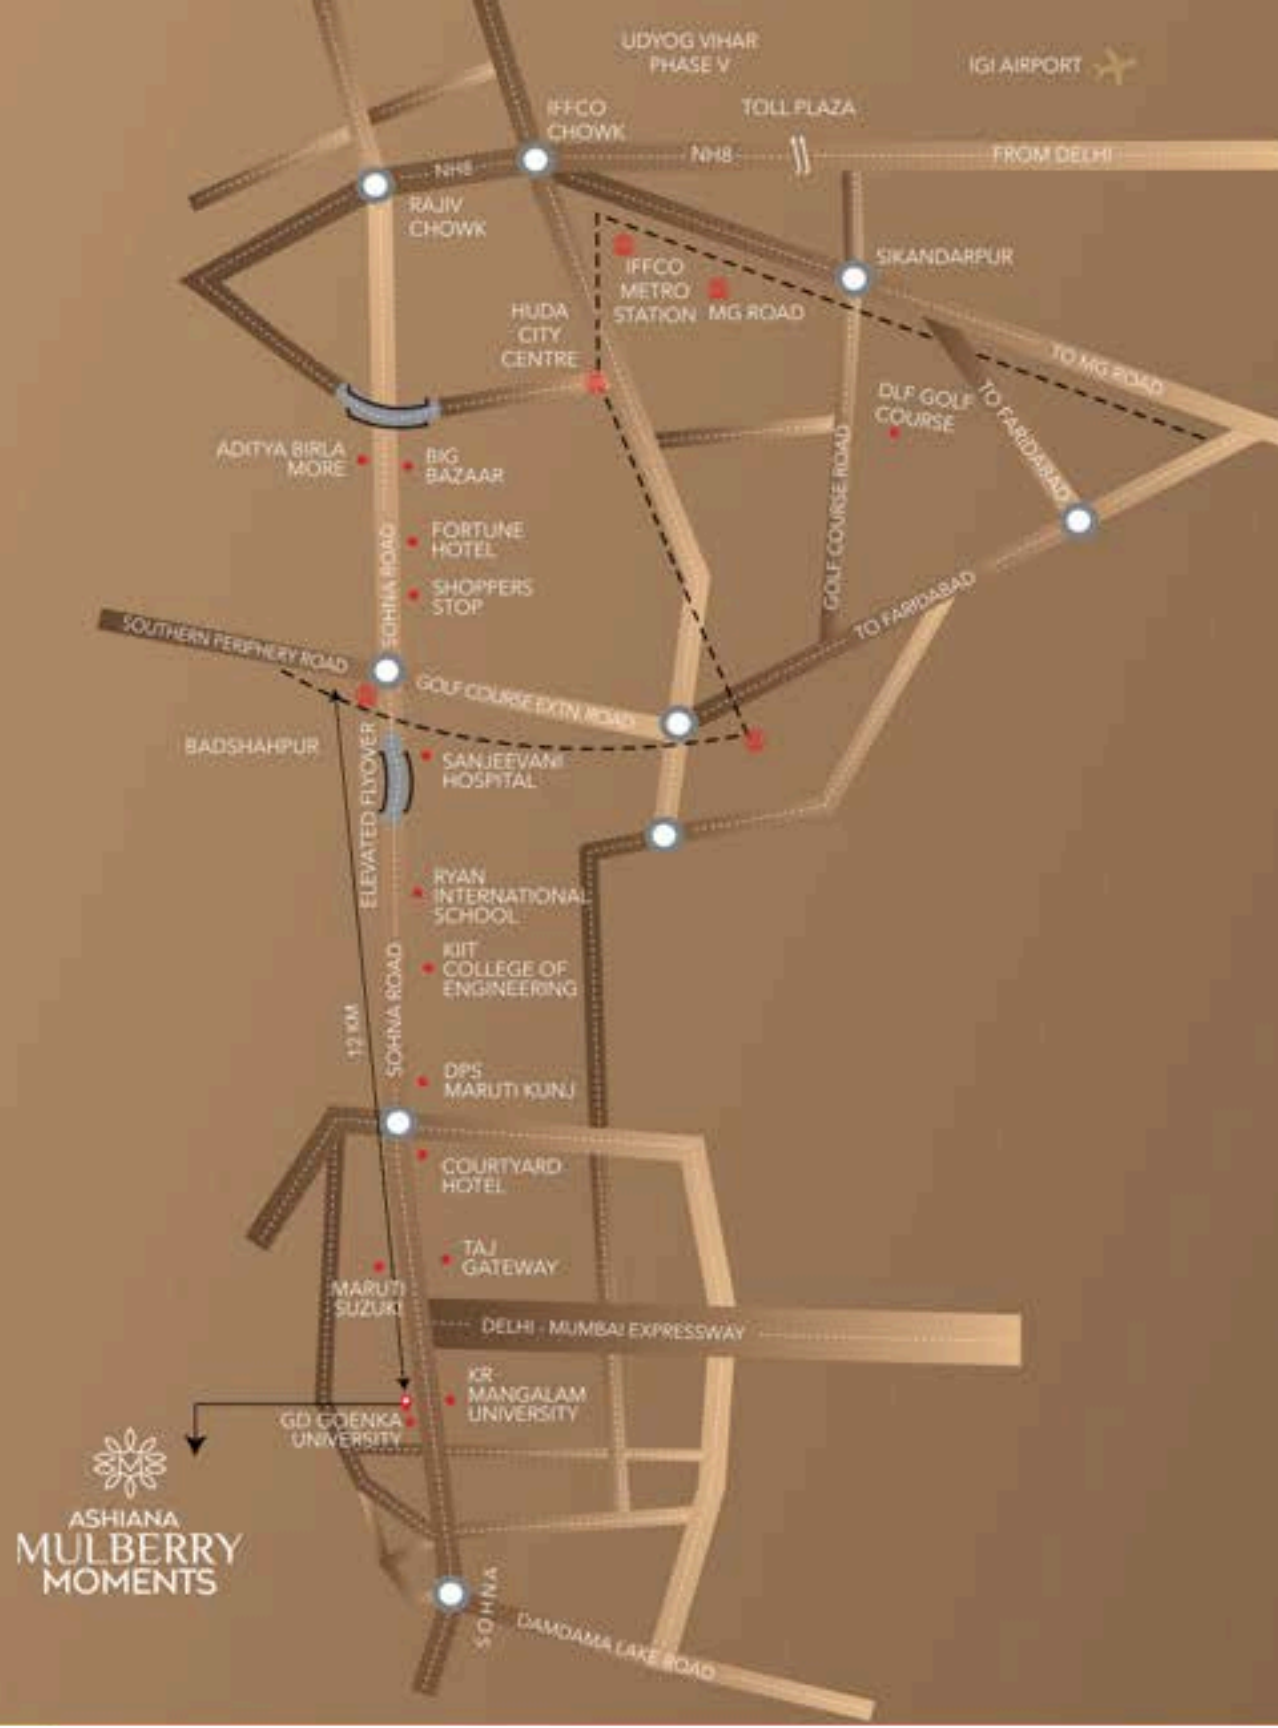 UDYOG VIHAR
PHASE V
IGI AIRPORT
IFFCO
CHOWK
TOLL PLAZA
NH8
NH8
FROM DELHI
RAJIV
CHOWK
SIKANDARPUR
IFFCO
METRO
STATION
MG ROAD
HUDA
CITY
CENTRE
TO MG ROAD
DLF GOLF
COURSE
TO FARIDABAD
ADITYA BIRLA
MORE
BIG
BAZAAR
GOLF COURSE ROAD
FORTUNE
HOTEL
SOHNA ROAD
SHOPPERS
STOP
TO FARIDABAD
SOUTHERN PERIPHERY ROAD
GOLF COURSE EXTN. ROAD
BADSHAHPUR
ELEVATED FLYOVER
SANJEEVANI
HOSPITAL
RYAN
INTERNATIONAL
SCHOOL
KIIT
COLLEGE OF
ENGINEERING
SOHNA ROAD
12 KM
DPS
MARUTI KUNJ
COURTYARD
HOTEL
TAJ
GATEWAY
MARUTI
SUZUKI
DELHI - MUMBAI EXPRESSWAY
KR
MANGALAM
UNIVERSITY
GD GOENKA
UNIVERSITY
ASHIANA
MULBERRY
MOMENTS
SOHNA
DAMDAMA LAKE ROAD